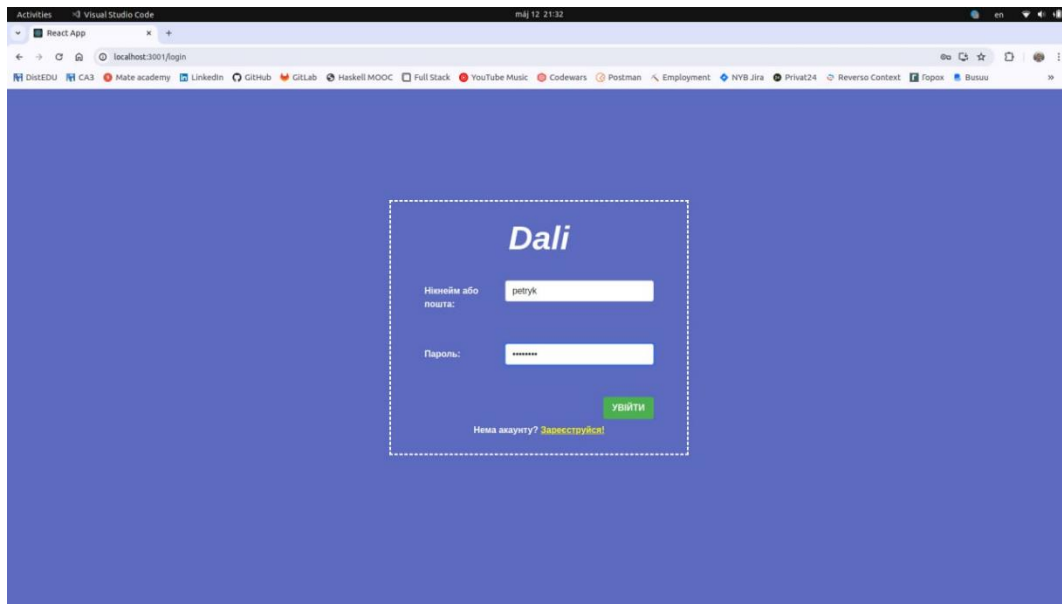 Activities Visual Studio Code máj 12 21:32 en
React App
localhost:3001/login
DistEDU CA3 Mate academy LinkedIn GitHub GitLab Haskell MOOC Full Stack YouTube Music Codewars Postman Employment NYB Jira Privat24 Reverso Context Горох Busuu »
Dali
Нікнейм або petryk
пошта:
Пароль: ••••••••
УВІЙТИ
Нема акаунту? Зареєструйся!